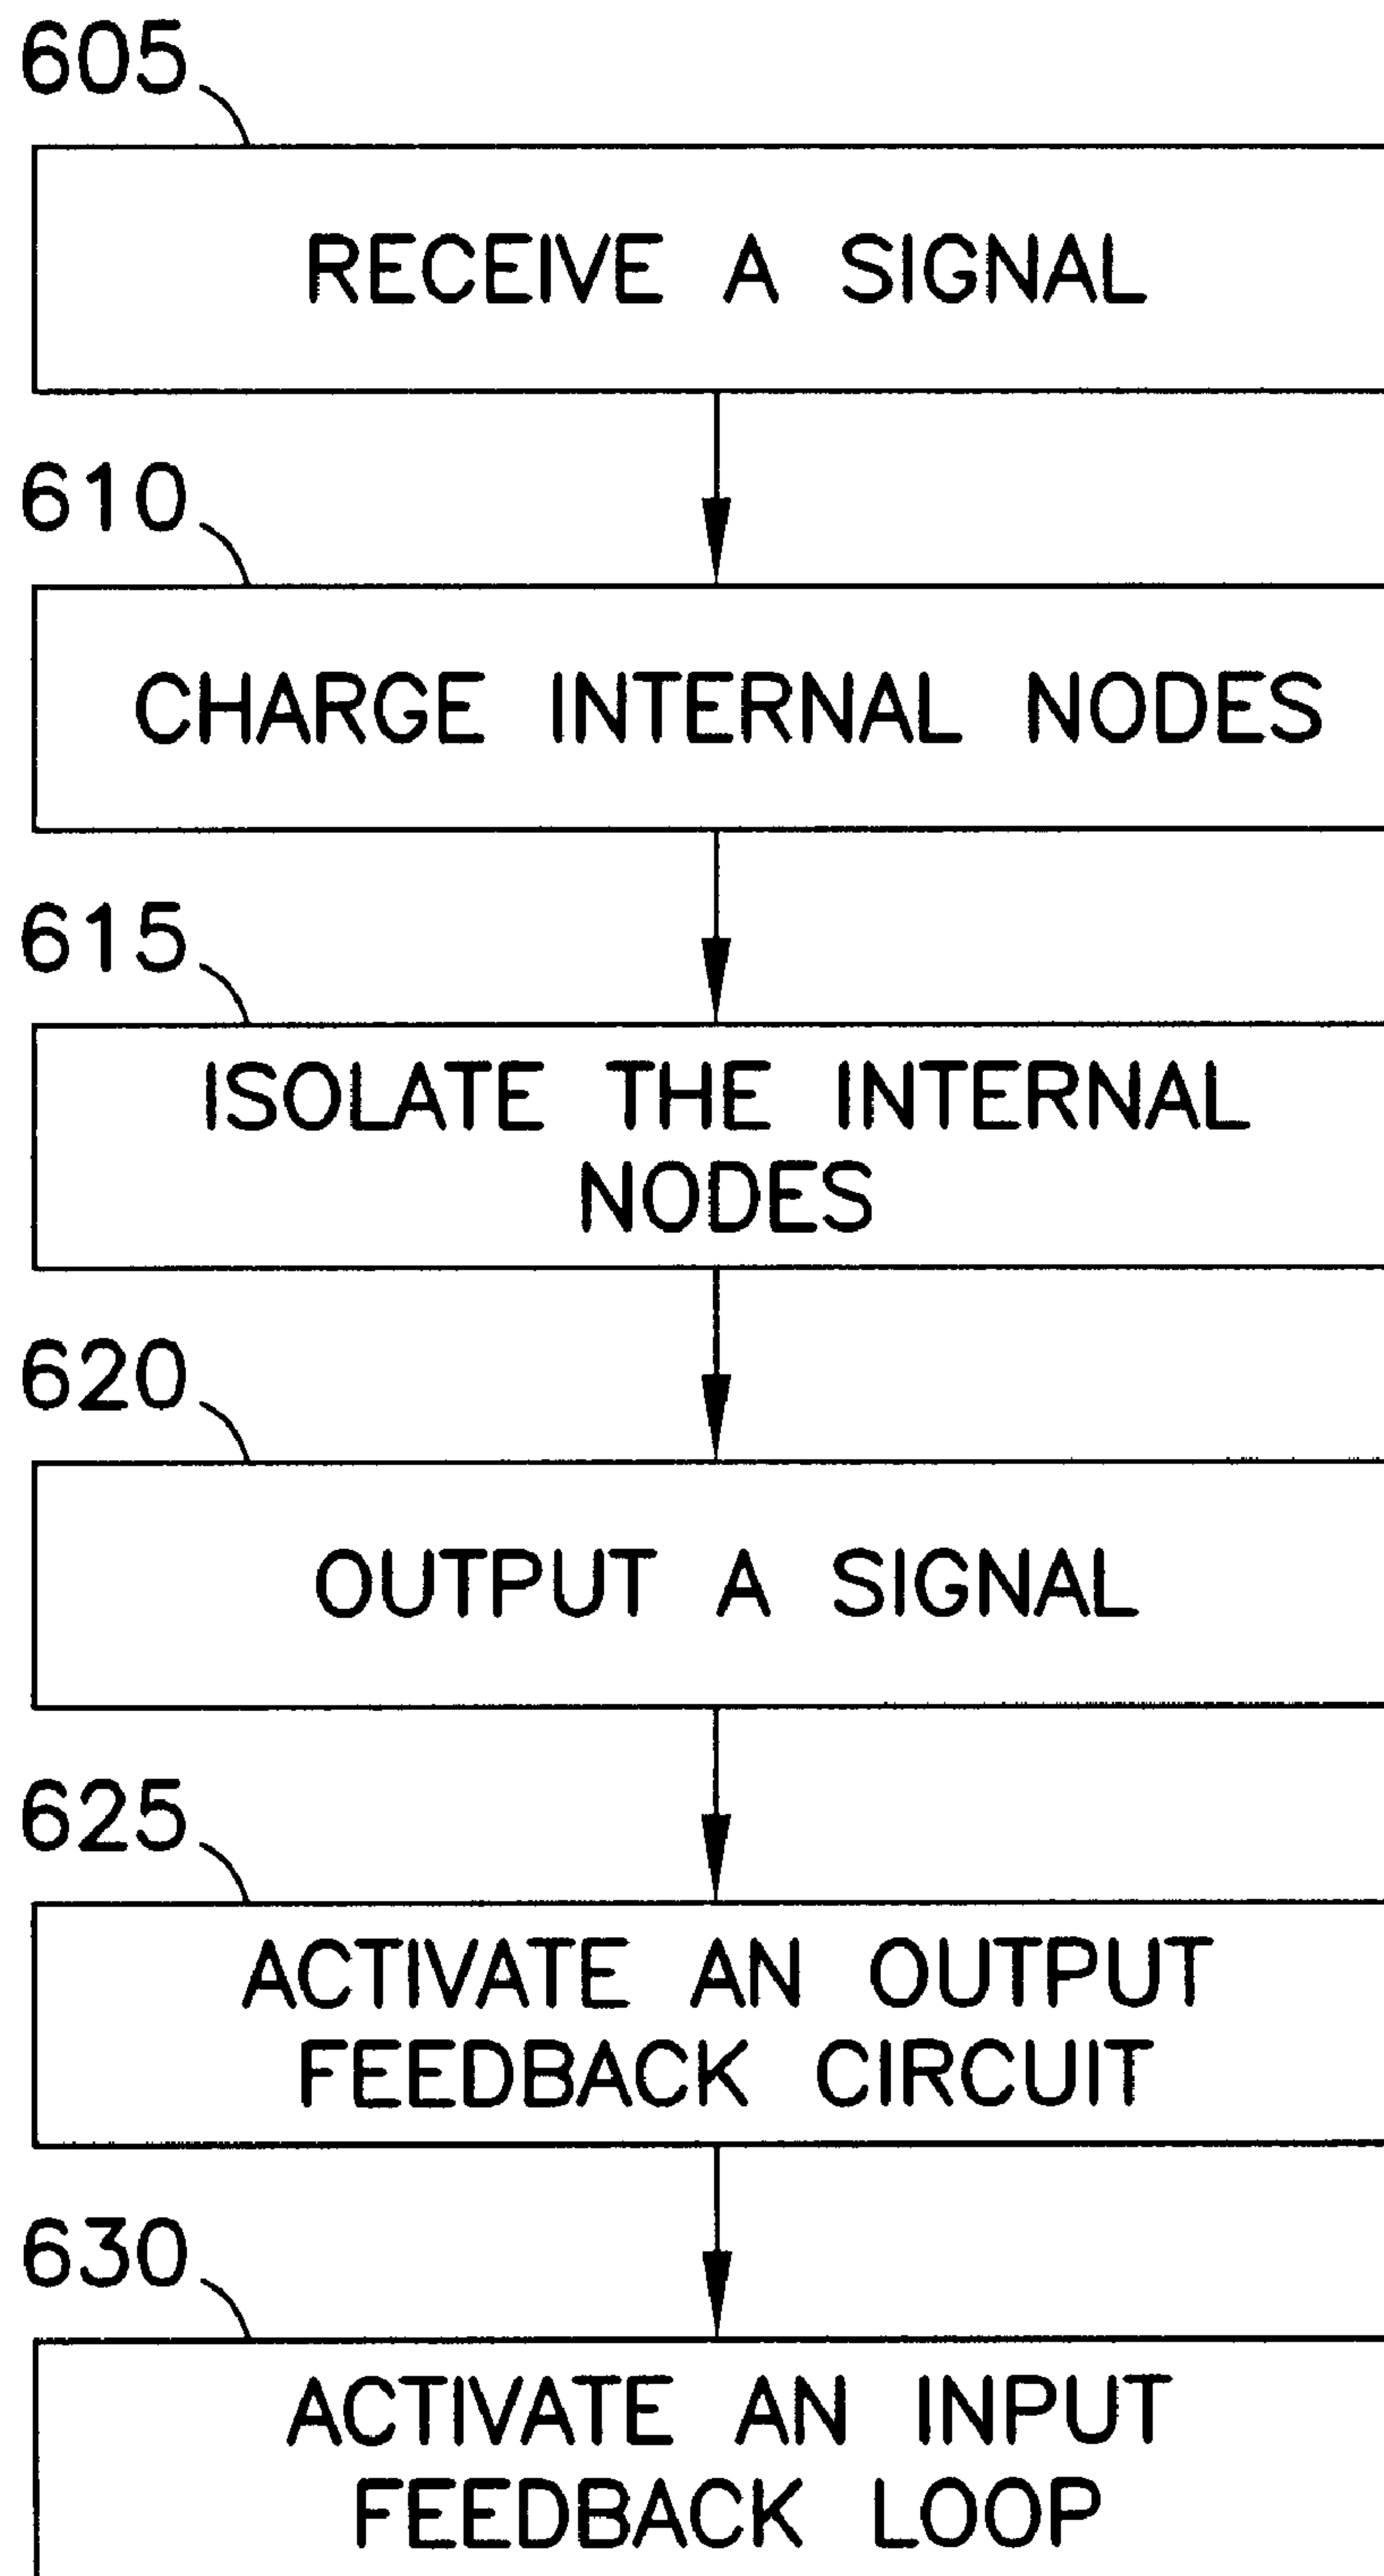 605
RECEIVE A SIGNAL
610
CHARGE INTERNAL NODES
615
ISOLATE THE INTERNAL
NODES
620
OUTPUT A SIGNAL
625
ACTIVATE AN OUTPUT
FEEDBACK CIRCUIT
630
ACTIVATE AN INPUT
FEEDBACK LOOP